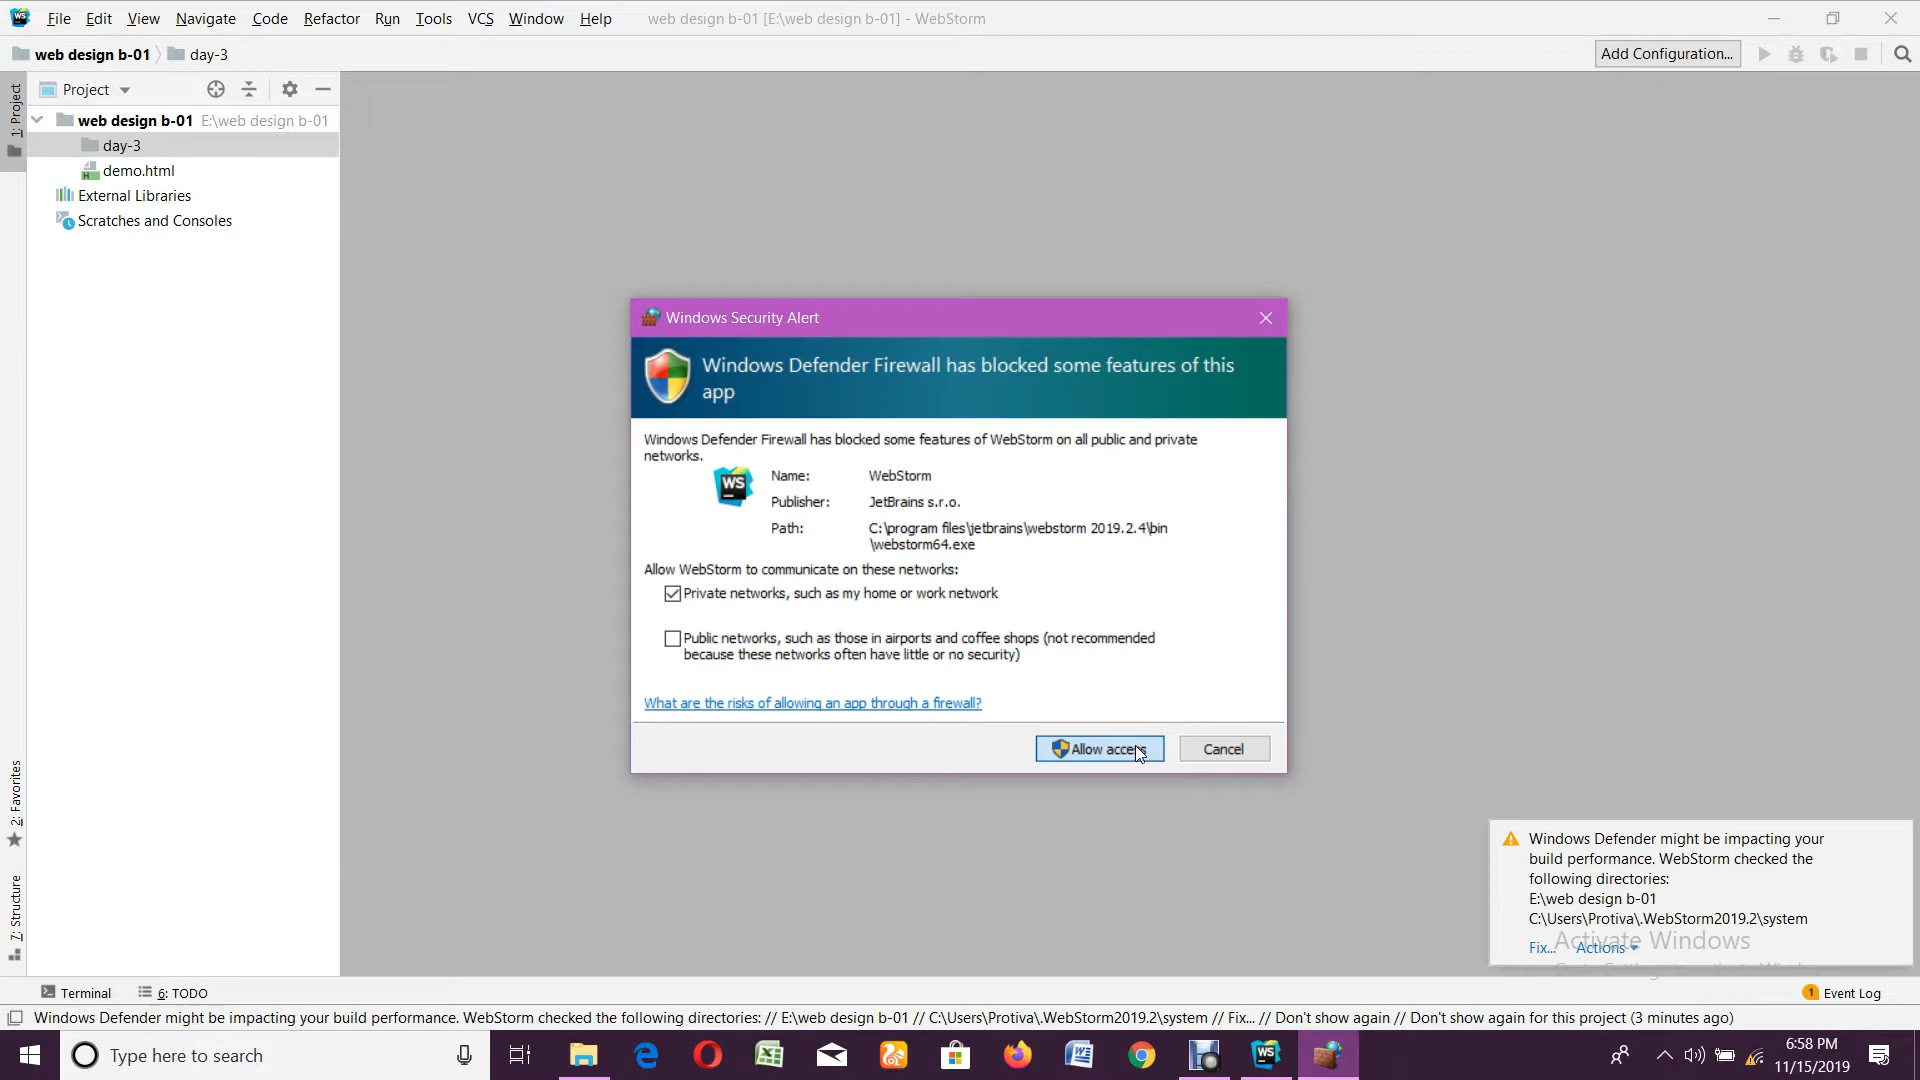 File Edit View Navigate Code Refactor Run Tools VCS Window Help web design b-01 [E:\web design b-01] - WebStorm
web design b-01 day-3 Add Configuration...
1: Project
Project
web design b-01 E:\web design b-01
day-3
demo.html
External Libraries
Scratches and Consoles
Windows Security Alert
Windows Defender Firewall has blocked some features of this
app
Windows Defender Firewall has blocked some features of WebStorm on all public and private
networks.
WS
Name: WebStorm
Publisher: JetBrains s.r.o.
Path: C:\program files\jetbrains\webstorm 2019.2.4\bin
\webstorm64.exe
Allow WebStorm to communicate on these networks:
Private networks, such as my home or work network
Public networks, such as those in airports and coffee shops (not recommended
because these networks often have little or no security)
What are the risks of allowing an app through a firewall?
Allow access Cancel
2: Favorites
7: Structure
Windows Defender might be impacting your
build performance. WebStorm checked the
following directories:
E:\web design b-01
C:\Users\Protiva\.WebStorm2019.2\system
Activate Windows
Fix... Actions
Terminal 6: TODO 1 Event Log
Windows Defender might be impacting your build performance. WebStorm checked the following directories: // E:\web design b-01 // C:\Users\Protiva\.WebStorm2019.2\system // Fix... // Don't show again // Don't show again for this project (3 minutes ago)
Type here to search
6:58 PM
11/15/2019